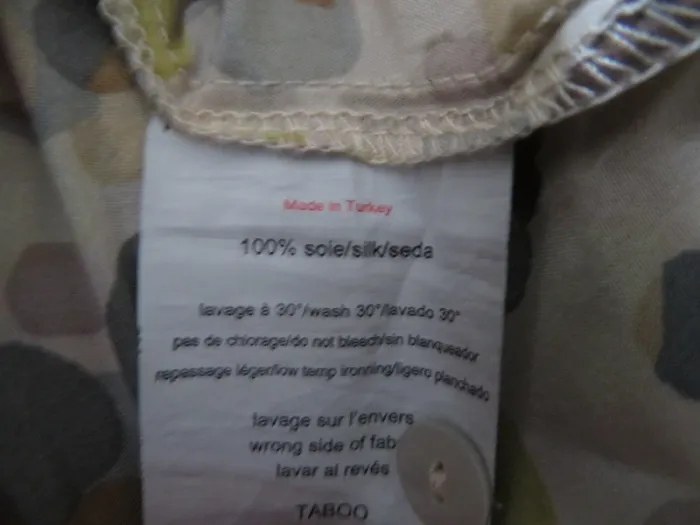 Made in Turkey
100% soie/silk/seda
lavage à 30°/wash 30°/lavado 30°
pas de chlorage/do not bleach/sin blanqueador
repassage léger/low temp ironning/ligero planchado
lavage sur l'envers
wrong side of fab
lavar al revés
TABOO